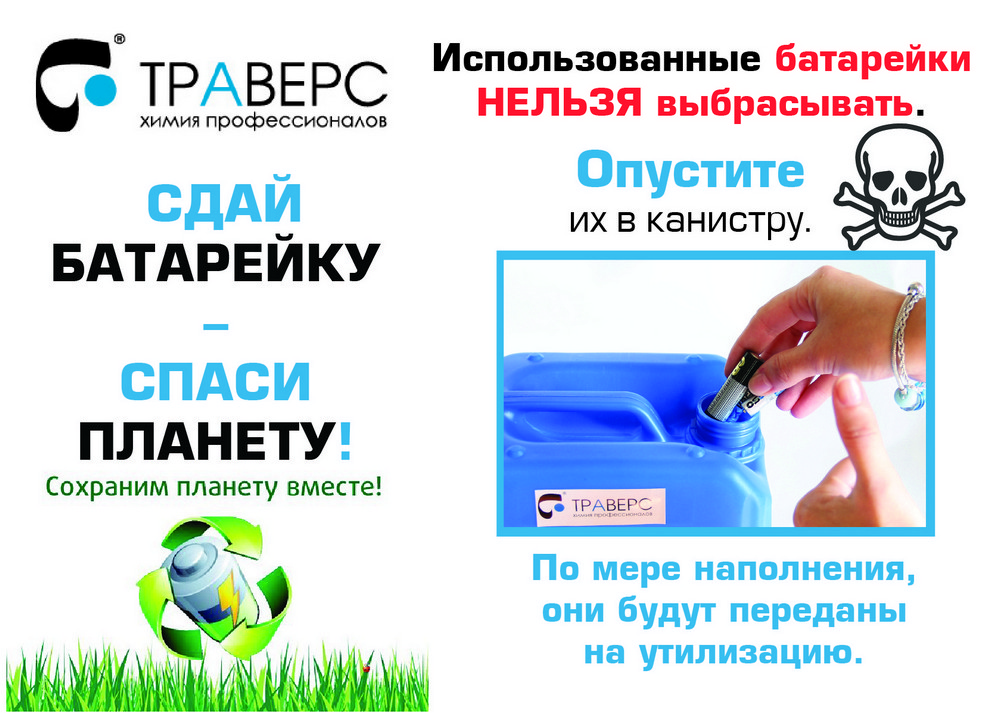 ТРАВЕРС®
химия профессионалов
СДАЙ
БАТАРЕЙКУ
–
СПАСИ
ПЛАНЕТУ!
Сохраним планету вместе!
Использованные батарейки
НЕЛЬЗЯ выбрасывать.
Опустите
их в канистру.
ТРАВЕРС®
химия профессионалов
По мере наполнения,
они будут переданы
на утилизацию.